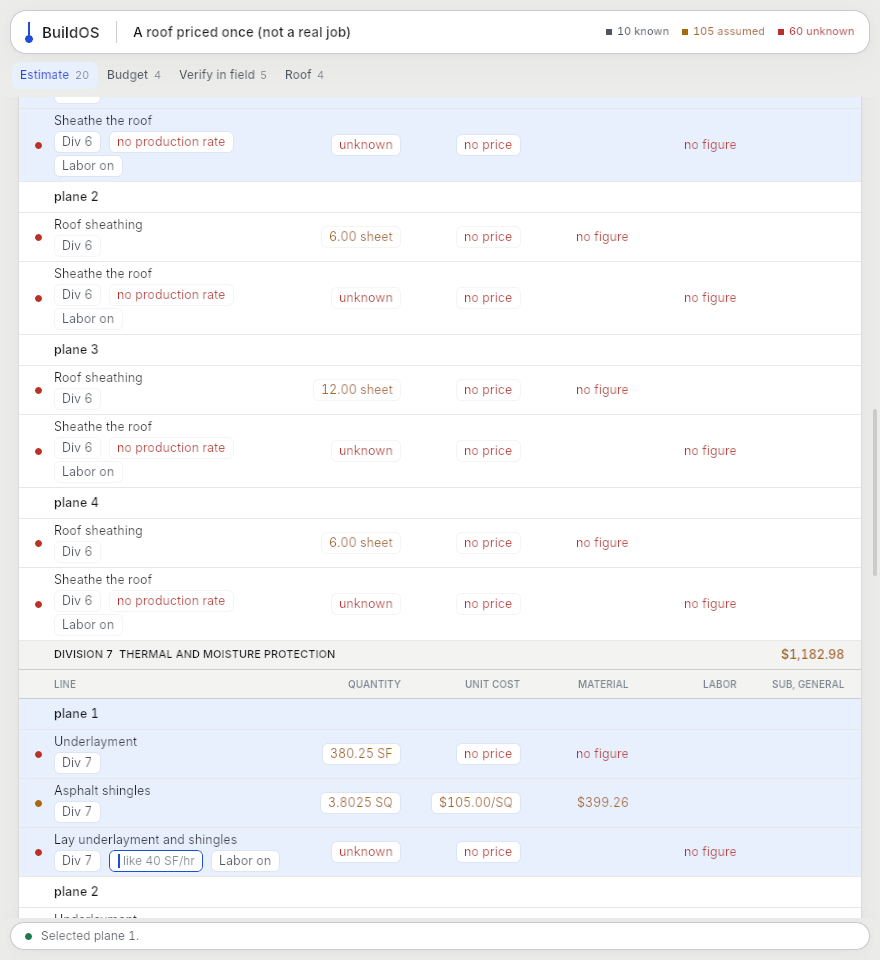 BuildOS
A roof priced once (not a real job)
10 known 105 assumed 60 unknown
Estimate 20 Budget 4 Verify in field 5 Roof 4
Sheathe the roof
Div 6 no production rate unknown no price no figure
Labor on
plane 2
Roof sheathing
Div 6 6.00 sheet no price no figure
Sheathe the roof
Div 6 no production rate unknown no price no figure
Labor on
plane 3
Roof sheathing
Div 6 12.00 sheet no price no figure
Sheathe the roof
Div 6 no production rate unknown no price no figure
Labor on
plane 4
Roof sheathing
Div 6 6.00 sheet no price no figure
Sheathe the roof
Div 6 no production rate unknown no price no figure
Labor on
DIVISION 7 THERMAL AND MOISTURE PROTECTION $1,182.98
LINE QUANTITY UNIT COST MATERIAL LABOR SUB, GENERAL
plane 1
Underlayment
Div 7 380.25 SF no price no figure
Asphalt shingles
Div 7 3.8025 SQ $105.00/SQ $399.26
Lay underlayment and shingles
Div 7 like 40 SF/hr Labor on unknown no price no figure
plane 2
Underlayment
Selected plane 1.